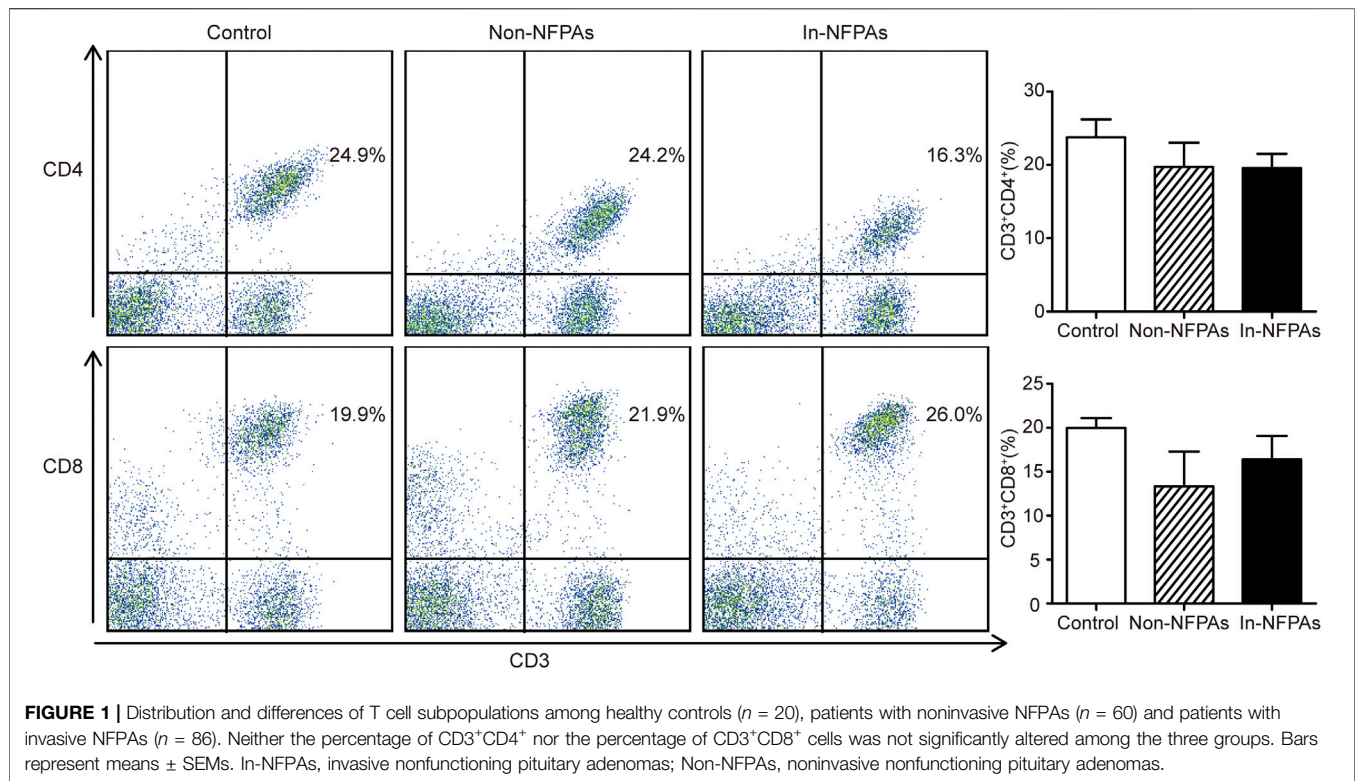 Control Non-NFPAs In-NFPAs
CD4
24.9% 24.2% 16.3%
CD3⁺CD4⁺(%)
30
20
10
0
Control Non-NFPAs In-NFPAs
CD8
19.9% 21.9% 26.0%
CD3⁺CD8⁺(%)
25
20
15
10
5
0
Control Non-NFPAs In-NFPAs
CD3
FIGURE 1 | Distribution and differences of T cell subpopulations among healthy controls (n = 20), patients with noninvasive NFPAs (n = 60) and patients with
invasive NFPAs (n = 86). Neither the percentage of CD3⁺CD4⁺ nor the percentage of CD3⁺CD8⁺ cells was not significantly altered among the three groups. Bars
represent means ± SEMs. In-NFPAs, invasive nonfunctioning pituitary adenomas; Non-NFPAs, noninvasive nonfunctioning pituitary adenomas.